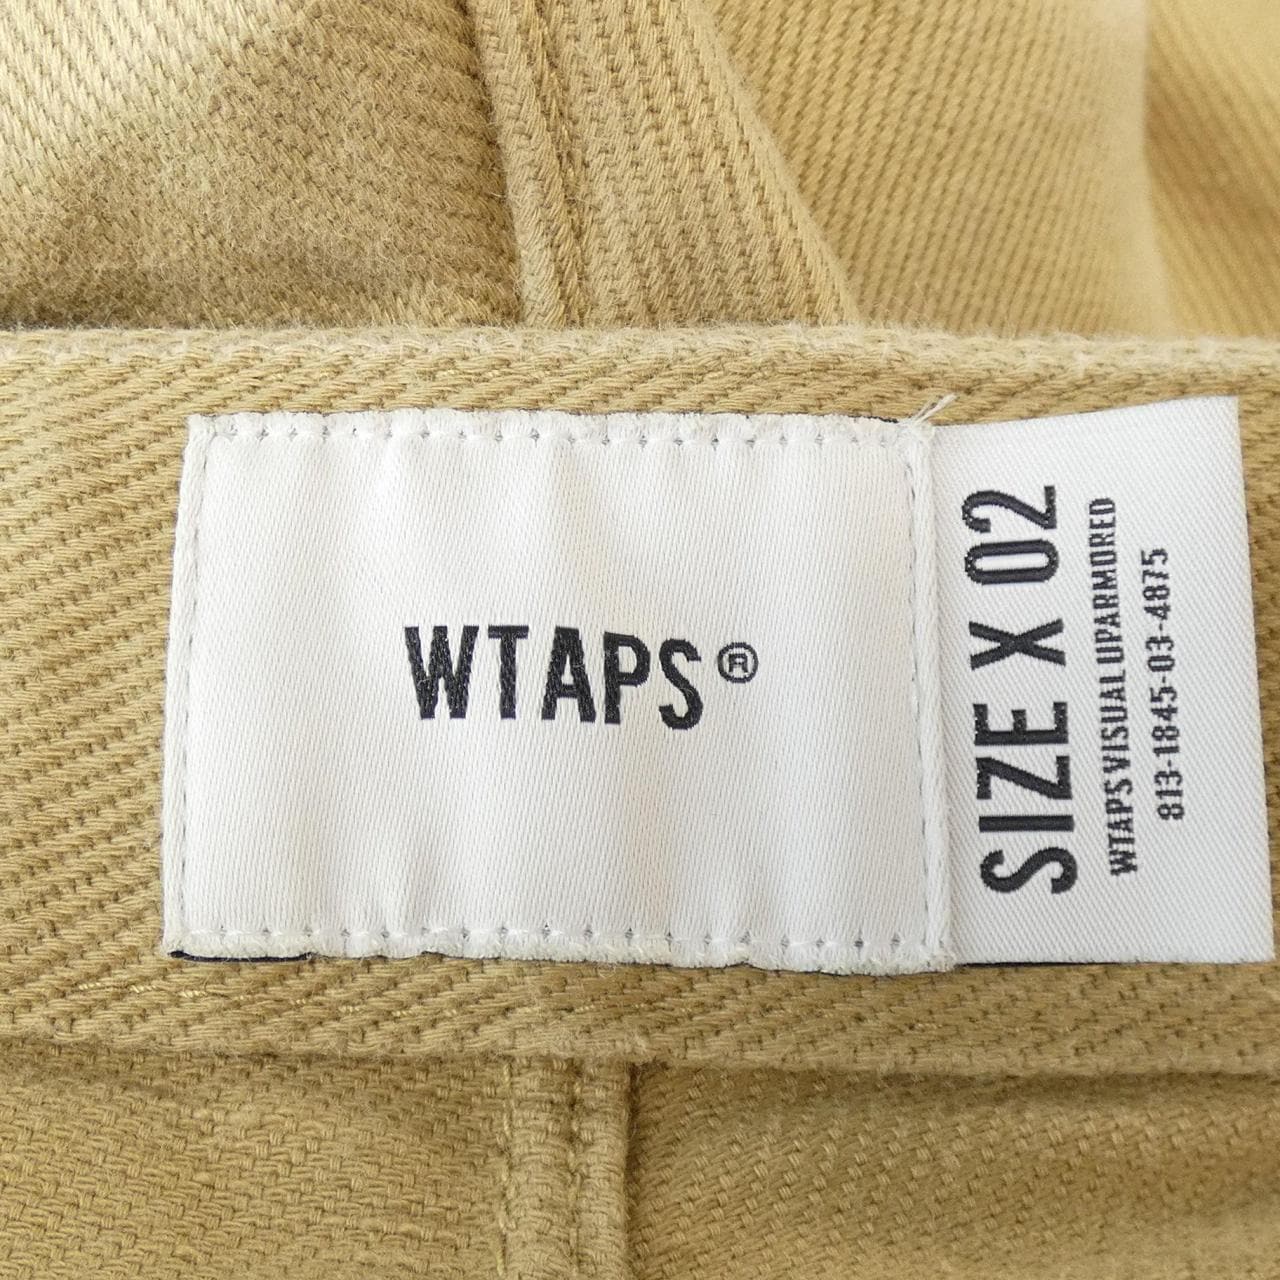 WTAPS®
SIZE X 02
WTAPS VISUAL UPARMORED
813-1845-03-4875